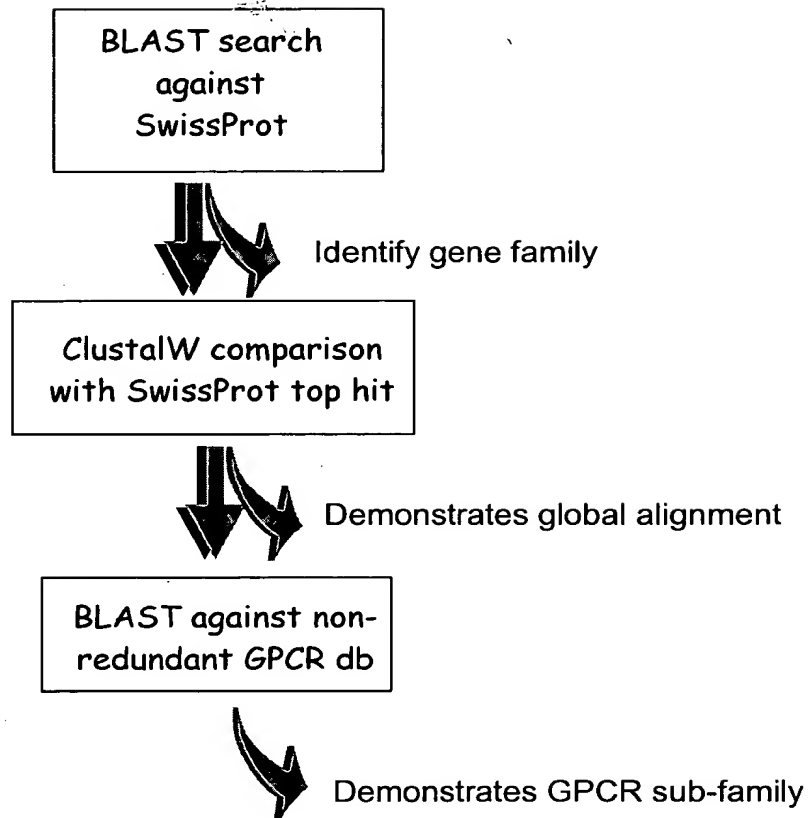 BLAST search
against
SwissProt
Identify gene family
ClustalW comparison
with SwissProt top hit
Demonstrates global alignment
BLAST against non-
redundant GPCR db
Demonstrates GPCR sub-family